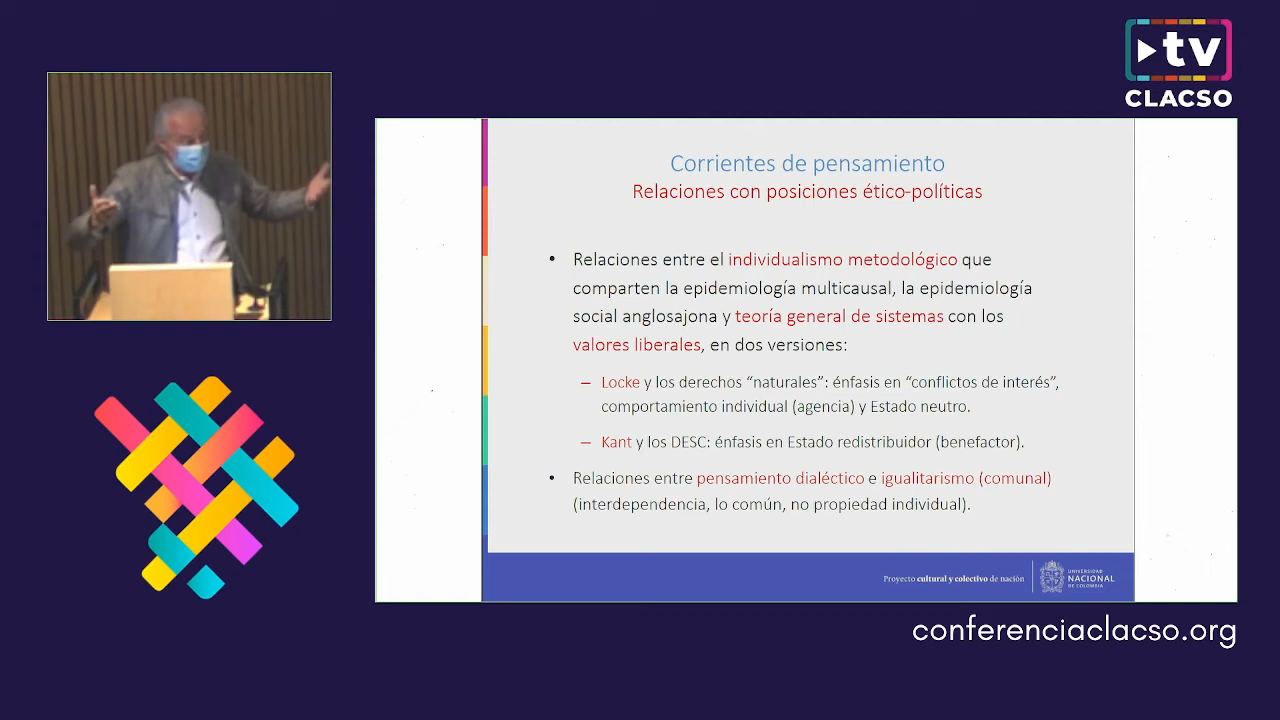 tv
CLACSO
Corrientes de pensamiento
Relaciones con posiciones ético-políticas
• Relaciones entre el individualismo metodológico que
comparten la epidemiología multicausal, la epidemiología
social anglosajona y teoría general de sistemas con los
valores liberales, en dos versiones:
– Locke y los derechos “naturales”: énfasis en “conflictos de interés”,
comportamiento individual (agencia) y Estado neutro.
– Kant y los DESC: énfasis en Estado redistribuidor (benefactor).
• Relaciones entre pensamiento dialéctico e igualitarismo (comunal)
(interdependencia, lo común, no propiedad individual).
Proyecto cultural y colectivo de nación
UNIVERSIDAD
NACIONAL
DE COLOMBIA
conferenciaclacso.org